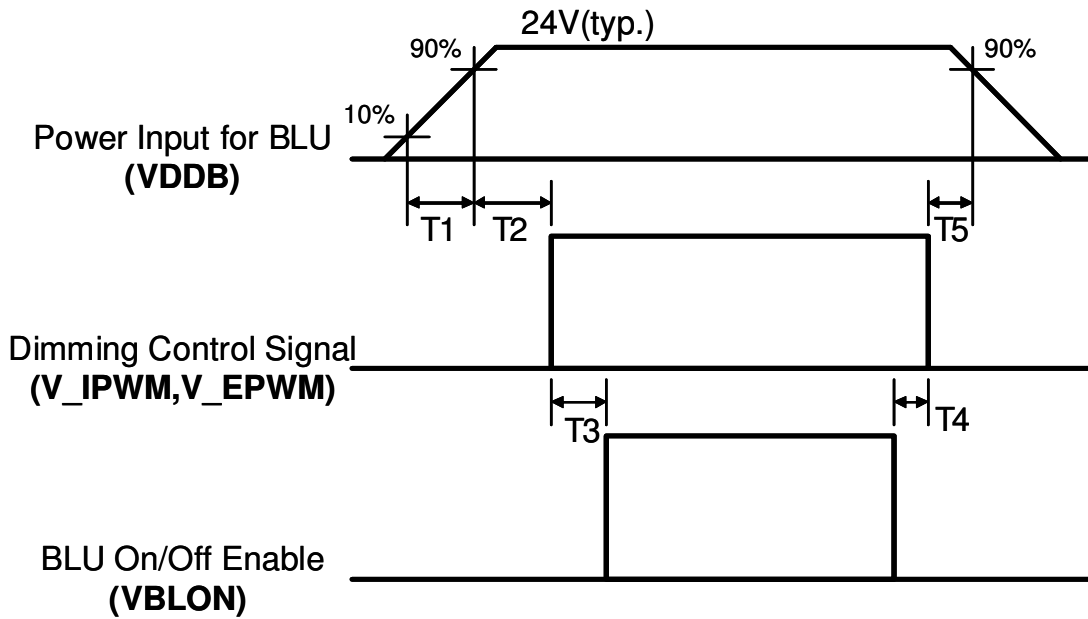 24V(typ.)
90%
90%
10%
Power Input for BLU
(VDDB)
T1
T2
T5
Dimming Control Signal
(V_IPWM,V_EPWM)
T3
T4
BLU On/Off Enable
(VBLON)